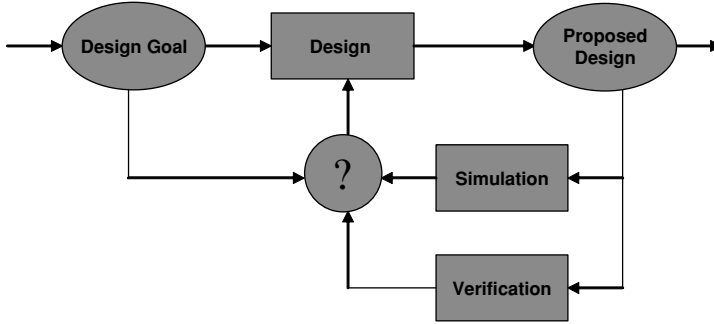 Design Goal
Design
Proposed
Design
?
Simulation
Verification